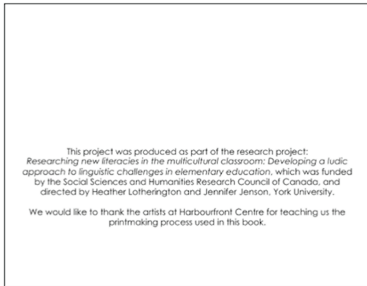 This project was produced as part of the research project:
Researching new literacies in the multicultural classroom: Developing a ludic
approach to linguistic challenges in elementary education, which was funded
by the Social Sciences and Humanities Research Council of Canada, and
directed by Heather Lotherington and Jennifer Jenson, York University.
We would like to thank the artists at Harbourfront Centre for teaching us the
printmaking process used in this book.